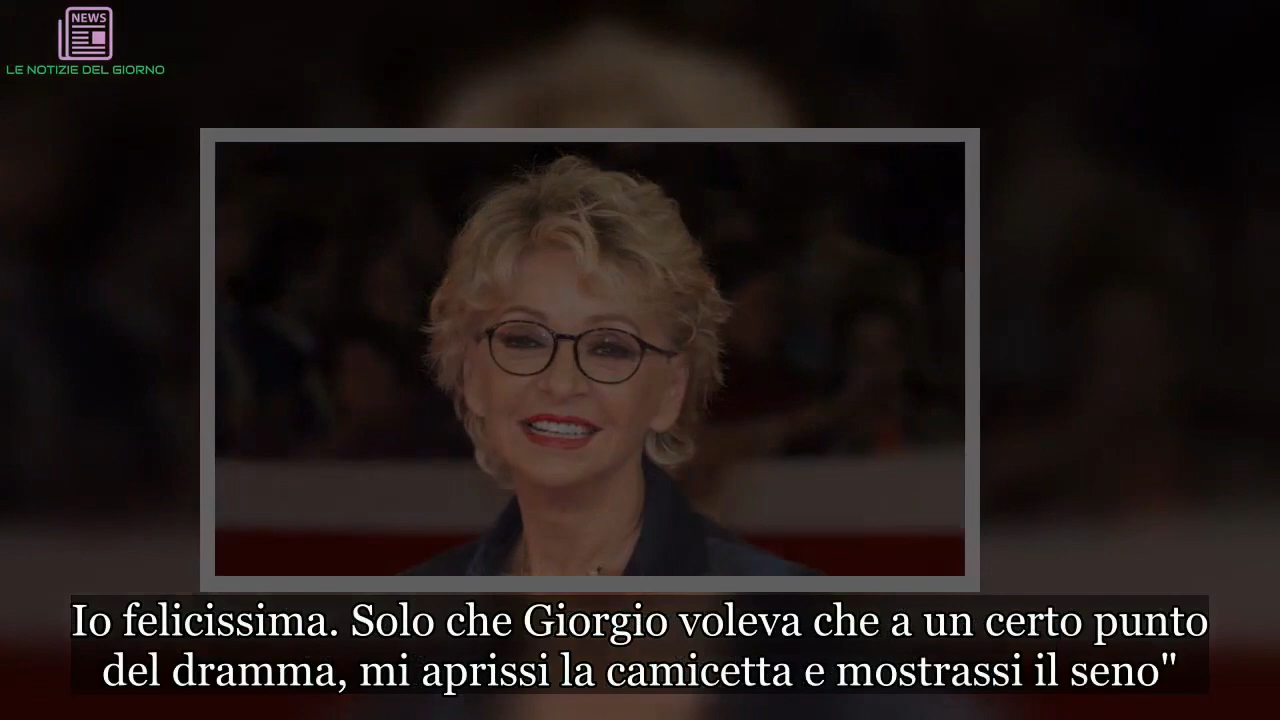 NEWS
LE NOTIZIE DEL GIORNO
Io felicissima. Solo che Giorgio voleva che a un certo punto
del dramma, mi aprissi la camicetta e mostrassi il seno"